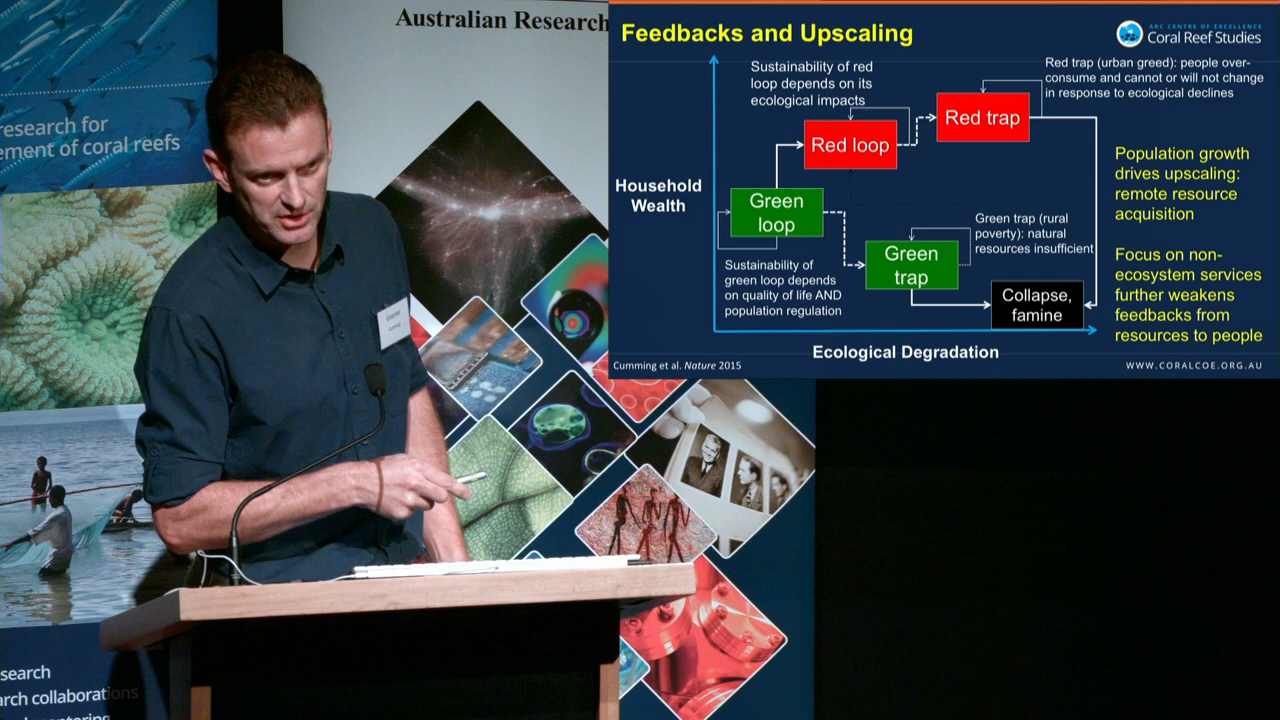 Australian Research
research for
ement of coral reefs
search
arch collaborations
mentoring
Graeme
Cumming
Feedbacks and Upscaling
ARC CENTRE OF EXCELLENCE
Coral Reef Studies
Sustainability of red
loop depends on its
ecological impacts
Red trap (urban greed): people over-
consume and cannot or will not change
in response to ecological declines
Red trap
Red loop
Household
Wealth
Green
loop
Green trap (rural
poverty): natural
resources insufficient
Green
trap
Sustainability of
green loop depends
on quality of life AND
population regulation
Collapse,
famine
Population growth
drives upscaling:
remote resource
acquisition
Focus on non-
ecosystem services
further weakens
feedbacks from
resources to people
Ecological Degradation
Cumming et al. Nature 2015
WWW.CORALCOE.ORG.AU